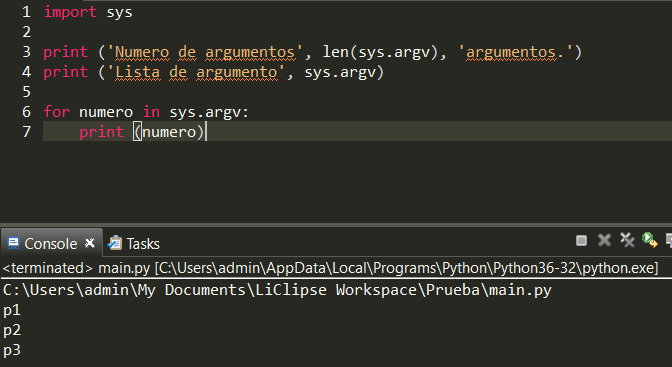 1 import sys
2
3 print ('Numero de argumentos', len(sys.argv), 'argumentos.')
4 print ('Lista de argumento', sys.argv)
5
6 for numero in sys.argv:
7     print (numero)
Console Tasks
<terminated> main.py [C:\Users\admin\AppData\Local\Programs\Python\Python36-32\python.exe]
C:\Users\admin\My Documents\LiClipse Workspace\Prueba\main.py
p1
p2
p3